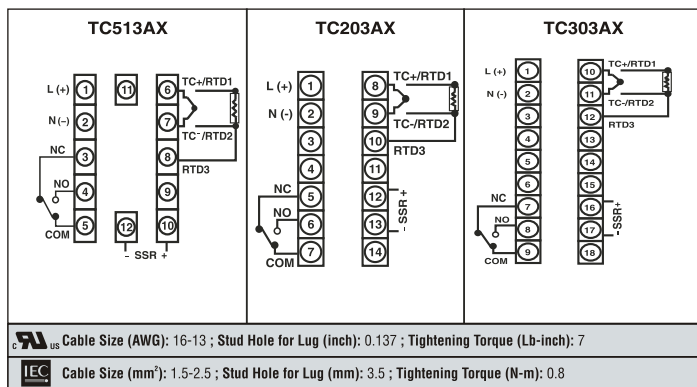 TC513AX
L (+) 1 11 6 TC+/RTD1
N (–) 2 7 TC⁻/RTD2
NC 3 8 RTD3
NO 4 9
COM 5 12 10
- SSR +
TC203AX
L (+) 1 8 TC+/RTD1
N (-) 2 9 TC-/RTD2
3 10 RTD3
4 11
NC 5 12
NO 6 13
- SSR +
COM 7 14
TC303AX
L (+) 1 10 TC+/RTD1
N (-) 2 11 TC-/RTD2
3 12 RTD3
4 13
5 14
6 15
NC 7 16
NO 8 17
- SSR+
COM 9 18
c RU US Cable Size (AWG): 16-13 ; Stud Hole for Lug (inch): 0.137 ; Tightening Torque (Lb-inch): 7
IEC Cable Size (mm²): 1.5-2.5 ; Stud Hole for Lug (mm): 3.5 ; Tightening Torque (N-m): 0.8